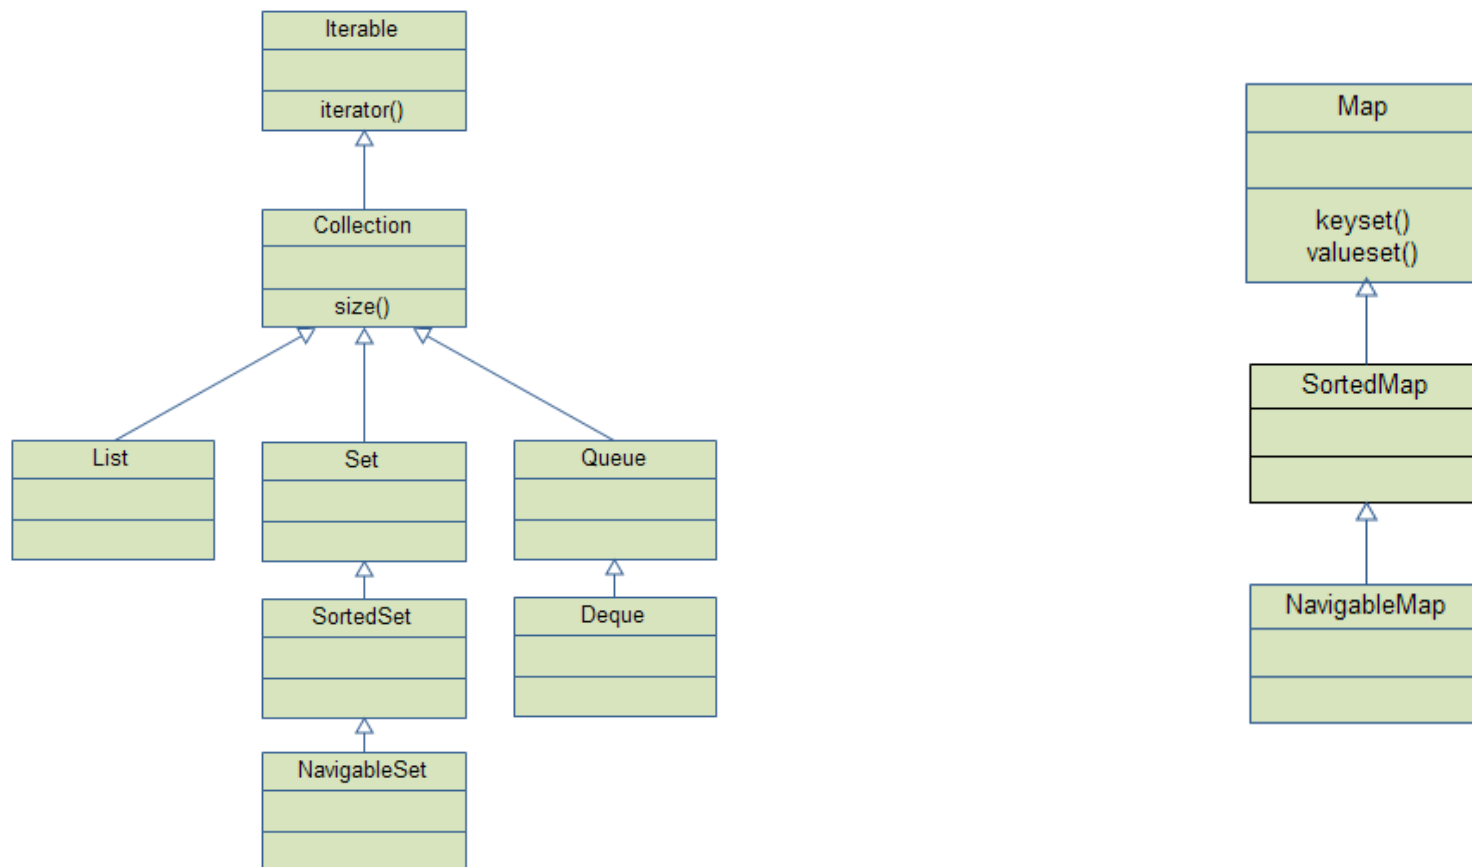 Iterable
iterator()
Collection
size()
List
Set
Queue
SortedSet
Deque
NavigableSet
Map
keyset()
valueset()
SortedMap
NavigableMap